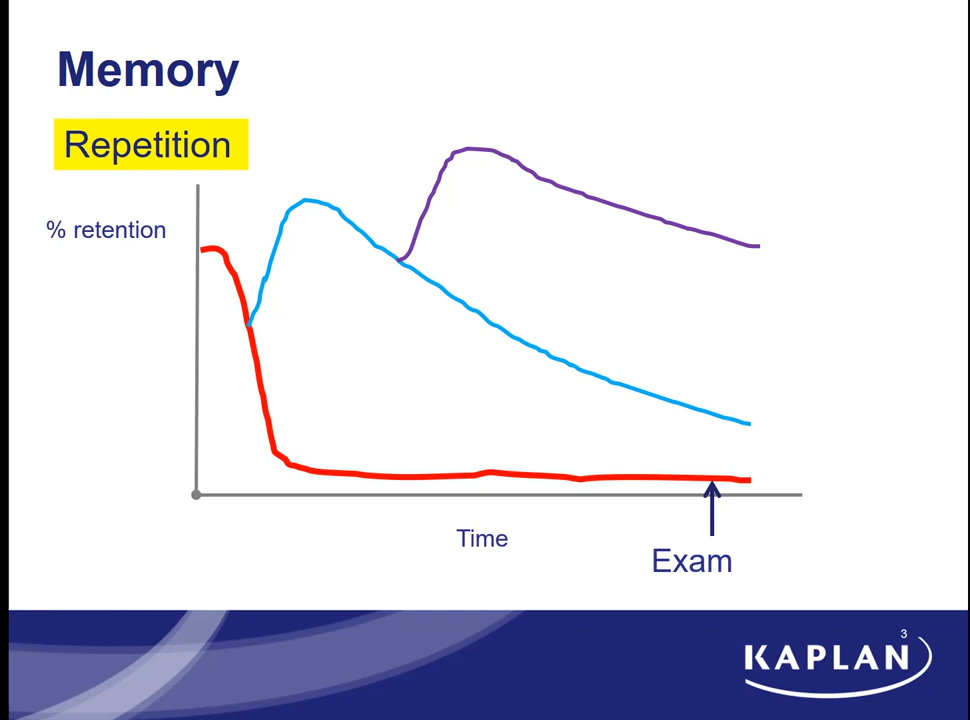 Memory
Repetition
% retention
Time
Exam
3
KAPLAN